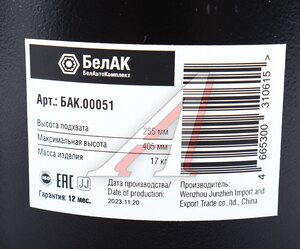 БелАК
БелАвтоКомплект
Арт.: БАК.00051
Высота подхвата 255 мм
Максимальная высота 405 мм
Масса изделия 17 кг
EAC JJ
Гарантия: 12 мес.
Дата производства/
Date of production:
2023.11.20
Производитель:
Wenzhou Junzhen Import and
Export Trade co.,ltd., China
4 665300 310615 >